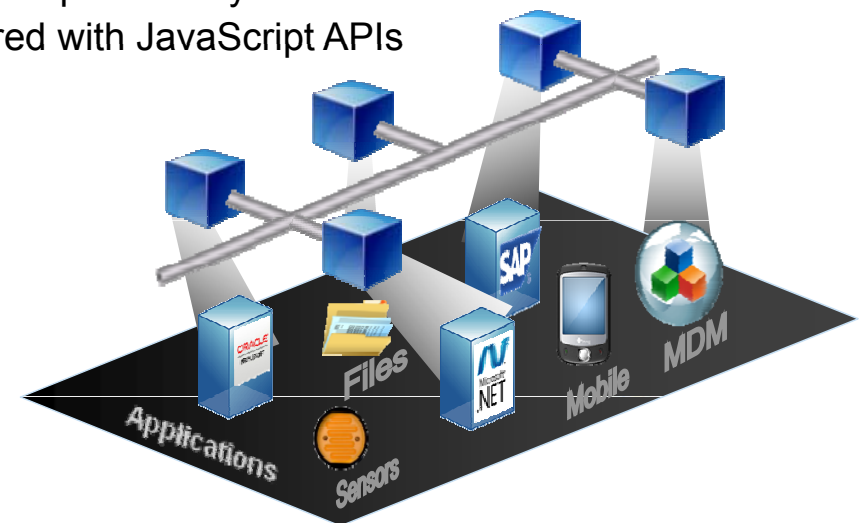 red with JavaScript APIs
SAP
ORACLE
Files
Microsoft
.NET
Mobile
MDM
Applications
Sensors